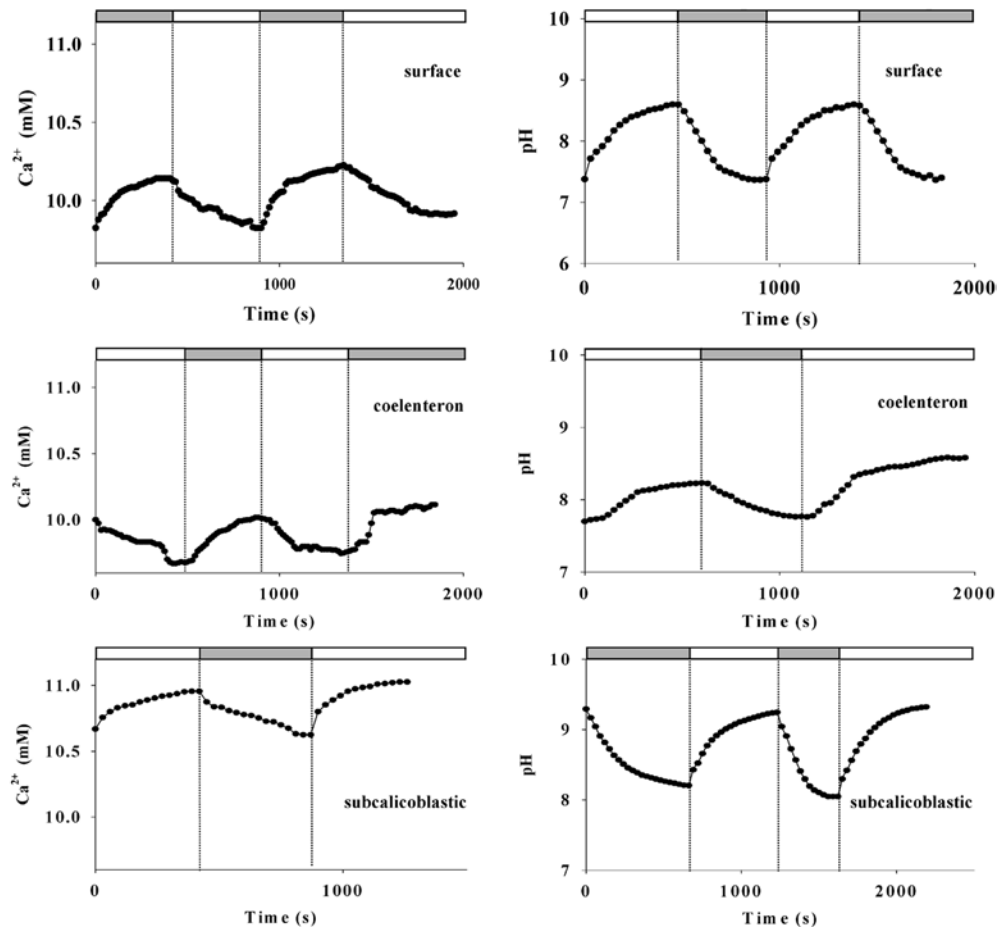 11.0
10.5
10.0
Ca2+ (mM)
surface
0 1000 2000
Time (s)
10
9
8
7
6
pH
surface
0 1000 2000
Time (s)
11.0
10.5
10.0
Ca2+ (mM)
coelenteron
0 1000 2000
Time (s)
10
9
8
7
pH
coelenteron
0 1000 2000
Time (s)
11.0
10.5
10.0
Ca2+ (mM)
subcalicoblastic
0 1000
Time (s)
10
9
8
7
pH
subcalicoblastic
0 1000 2000
Time (s)